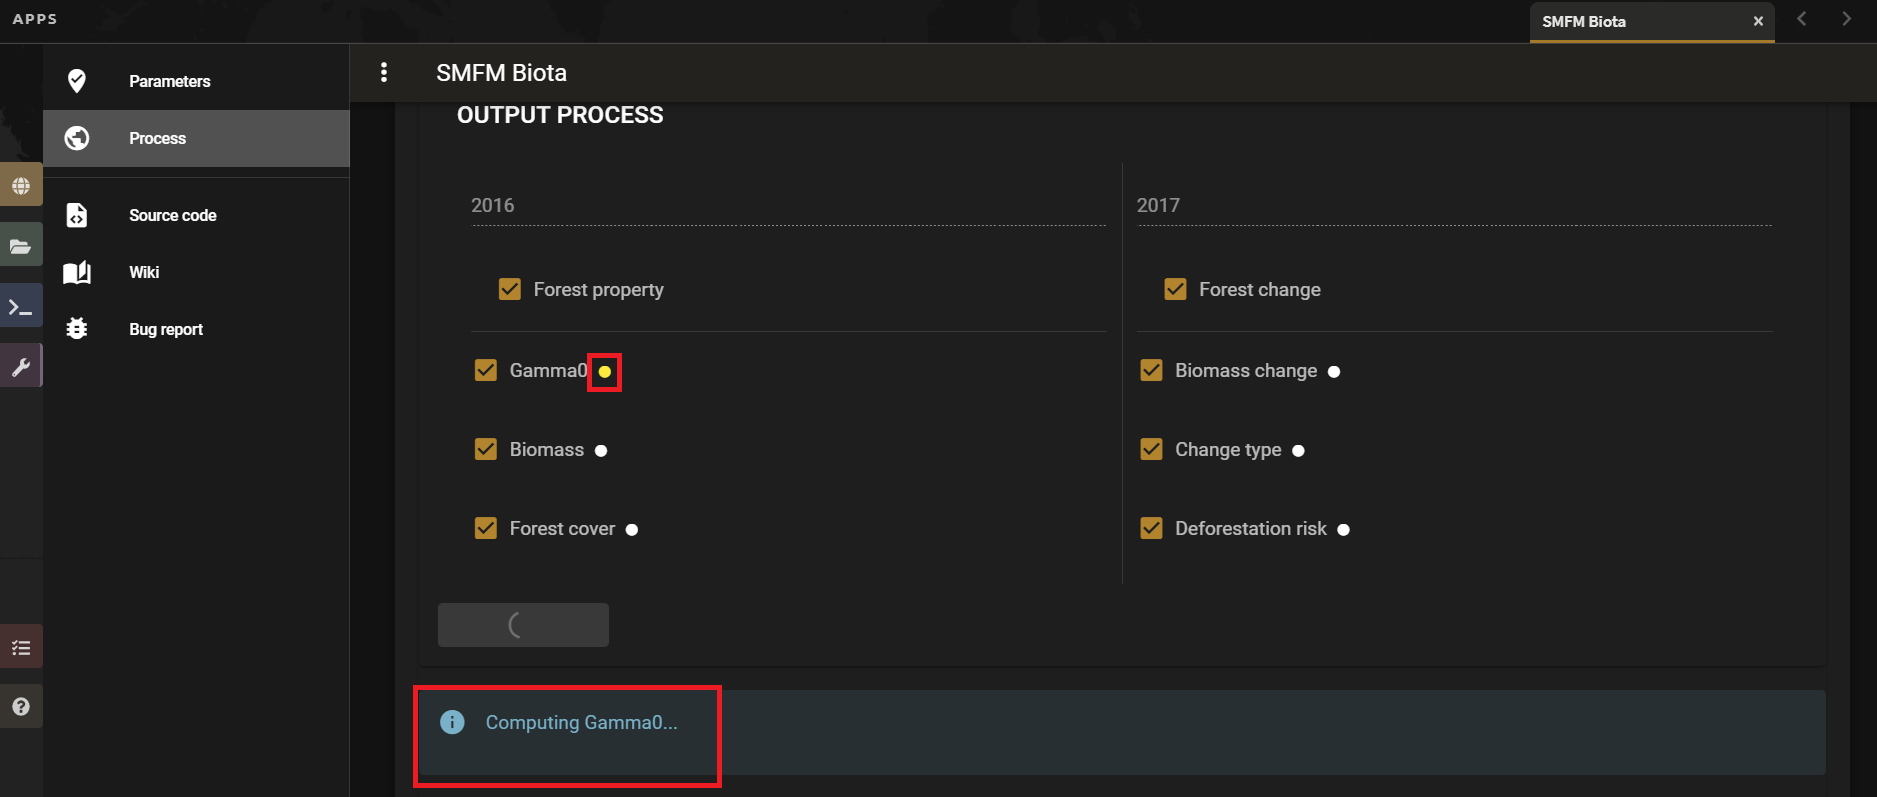 APPS
SMFM Biota
Parameters
Process
Source code
Wiki
Bug report
SMFM Biota
OUTPUT PROCESS
2016
Forest property
Gamma0
Biomass
Forest cover
2017
Forest change
Biomass change
Change type
Deforestation risk
Computing Gamma0...